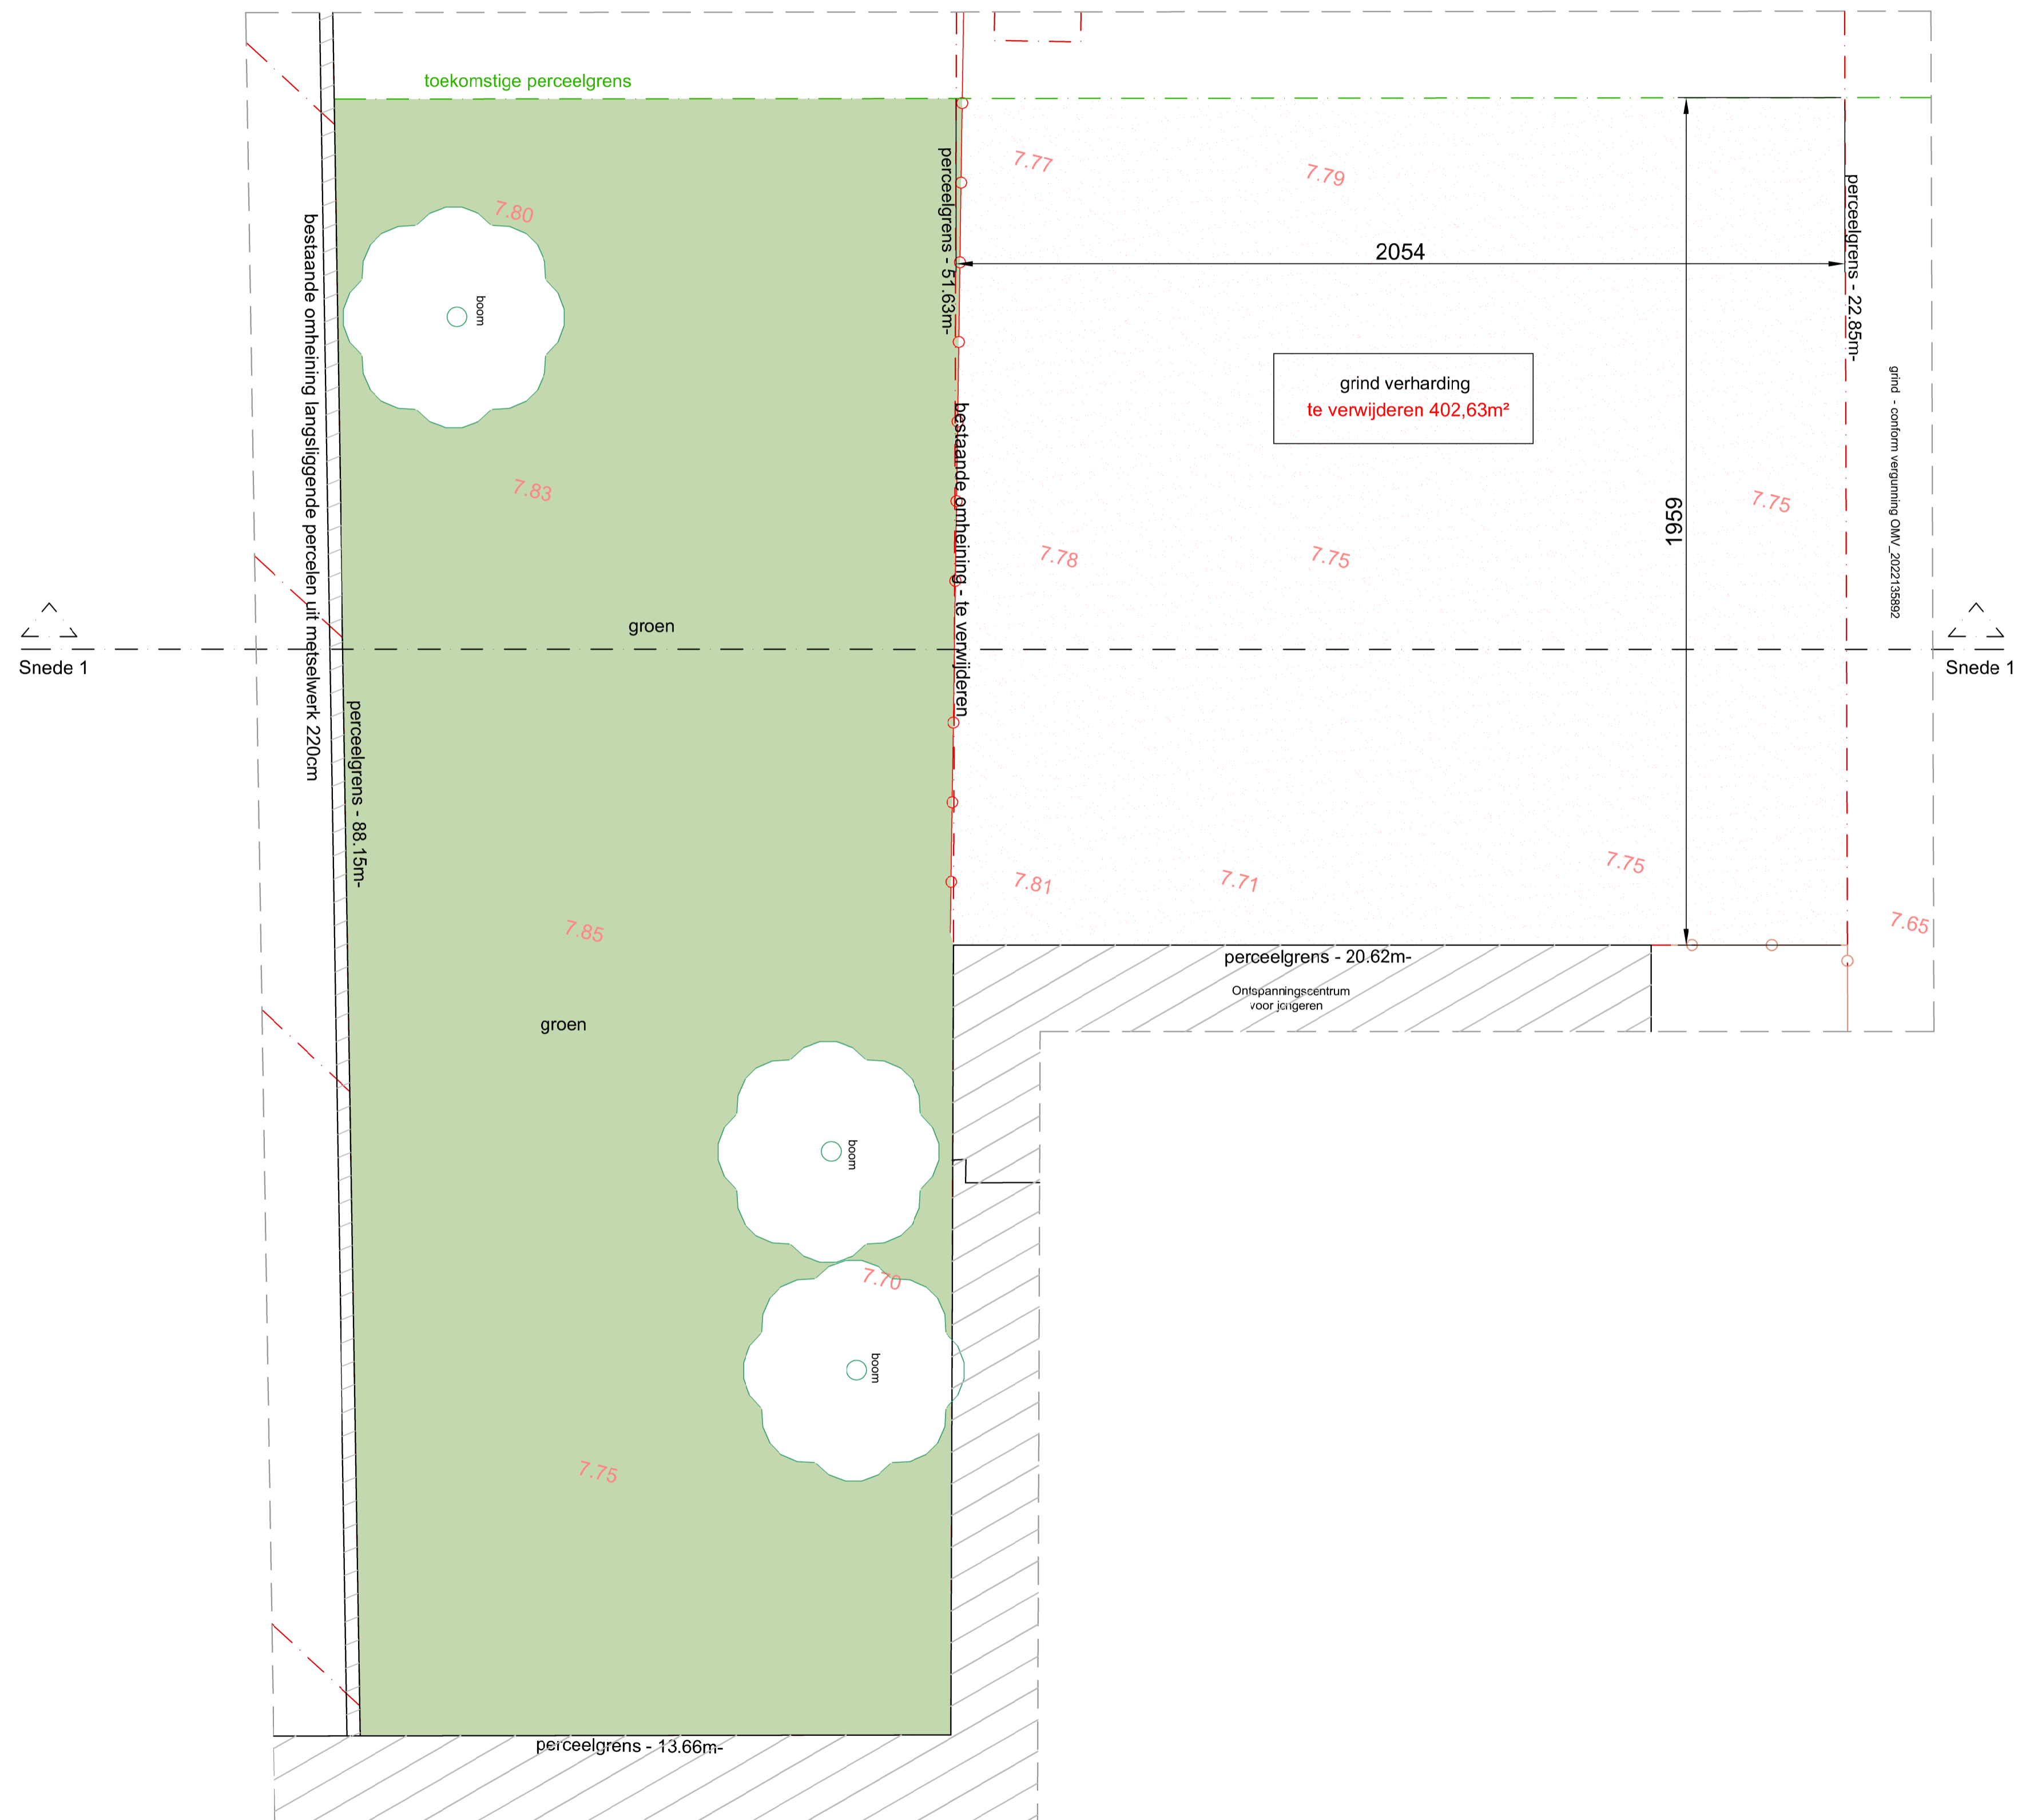 toekomstige perceelgrens
7.77
7.79
7.80
perceelgrens - 51.63m-
perceelgrens - 22.85m-
2054
bestaande omheining langsliggende percelen uit metselwerk 220cm
boom
grind verharding
te verwijderen 402,63m²
grind - conform vergunning OMV_2022135892
bestaande omheining - te verwijderen
7.83
7.75
1959
7.78
7.75
groen
Snede 1
Snede 1
perceelgrens - 88.15m-
7.81
7.71
7.75
7.65
7.85
perceelgrens - 20.62m-
Ontspanningscentrum
voor jongeren
groen
boom
7.70
boom
7.75
perceelgrens - 13.66m-